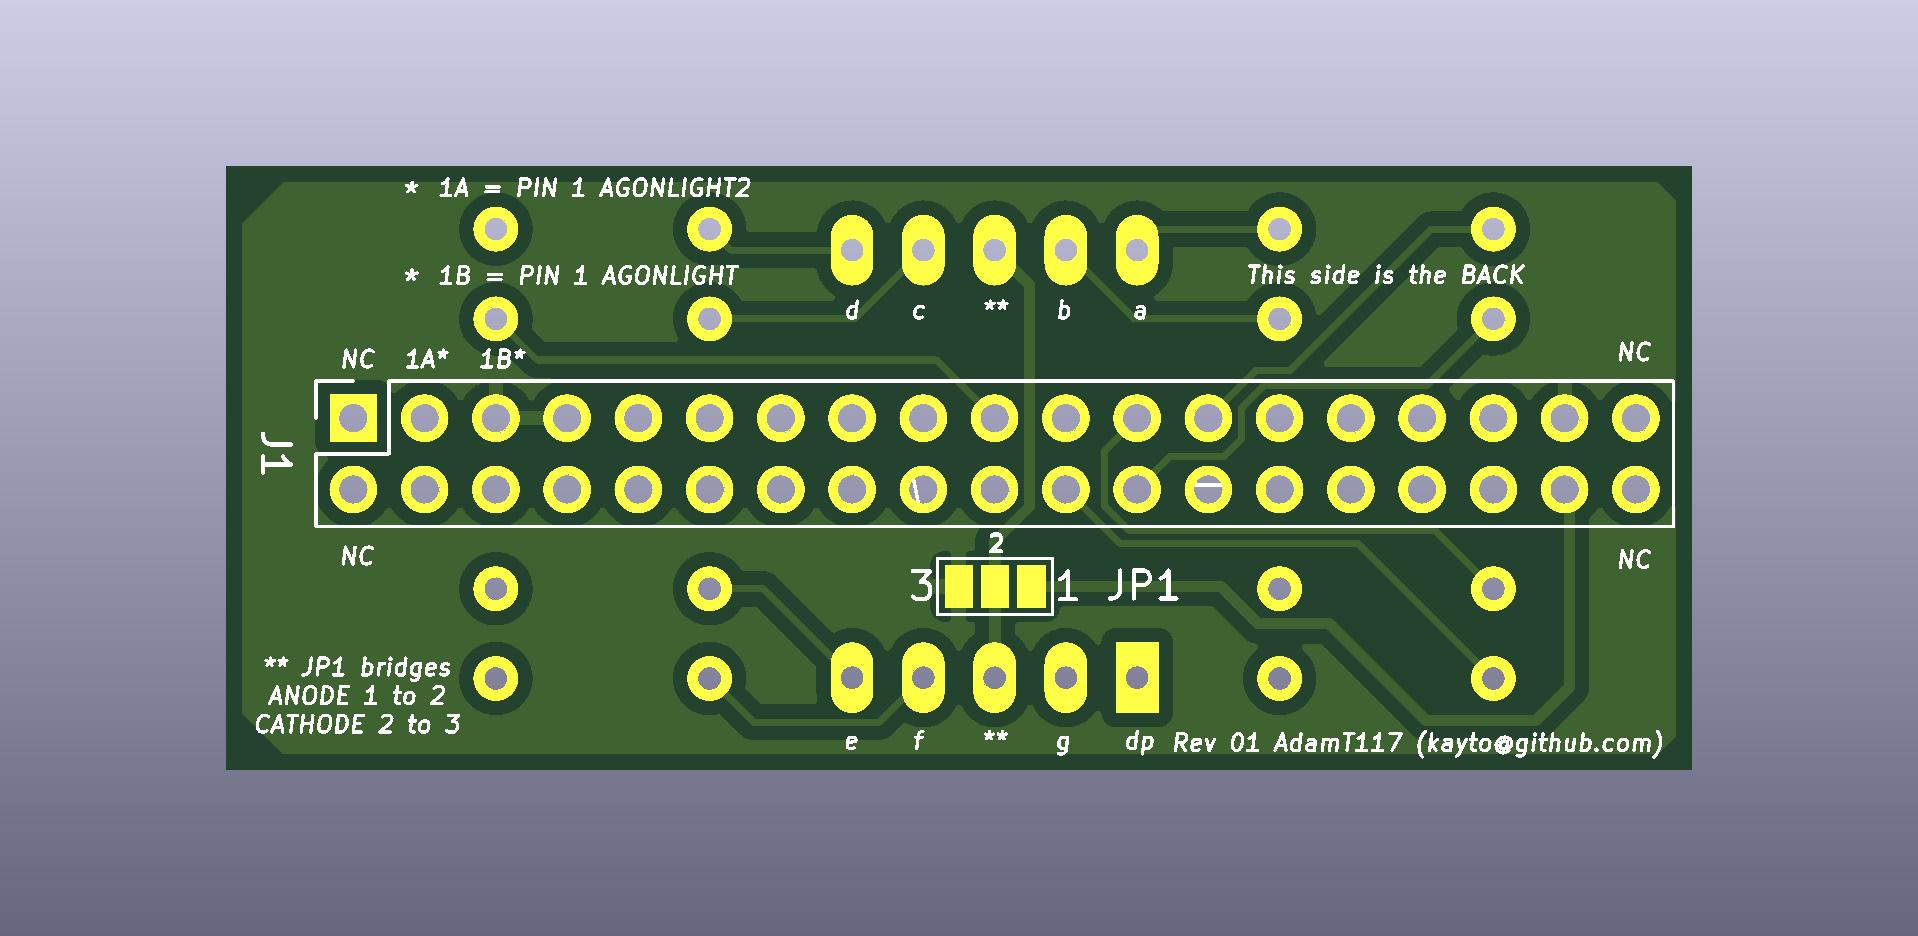 * 1A = PIN 1 AGONLIGHT2
* 1B = PIN 1 AGONLIGHT
This side is the BACK
d c ** b a
NC 1A* 1B* NC
J1
NC NC
2
3 1 JP1
** JP1 bridges
ANODE 1 to 2
CATHODE 2 to 3
e f ** g dp
Rev 01 AdamT117 (kayto@github.com)